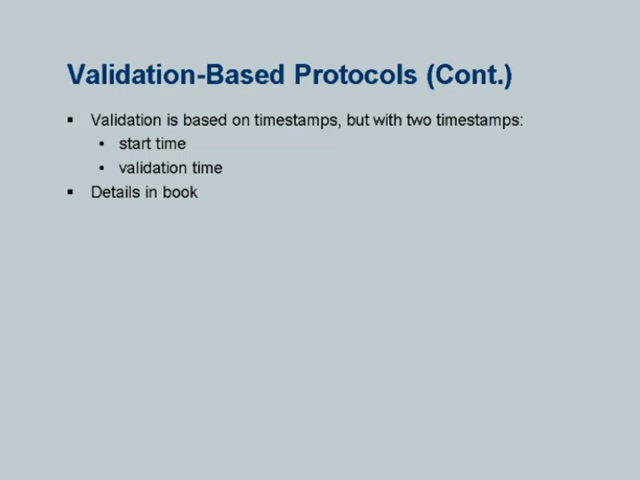 Validation-Based Protocols (Cont.)
▪ Validation is based on timestamps, but with two timestamps:
• start time
• validation time
▪ Details in book